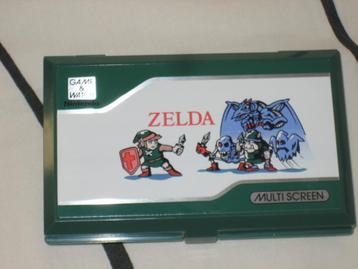 GAME
&
WATCH
Nintendo
ZELDA
MULTI SCREEN